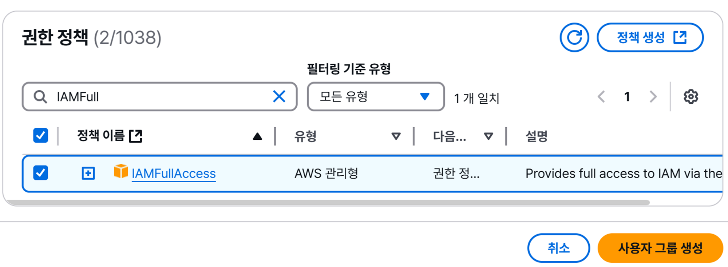 권한 정책 (2/1038)
정책 생성
필터링 기준 유형
IAMFull
모든 유형
1 개 일치
1
정책 이름
유형
다음...
설명
IAMFullAccess
AWS 관리형
권한 정...
Provides full access to IAM via the
취소
사용자 그룹 생성